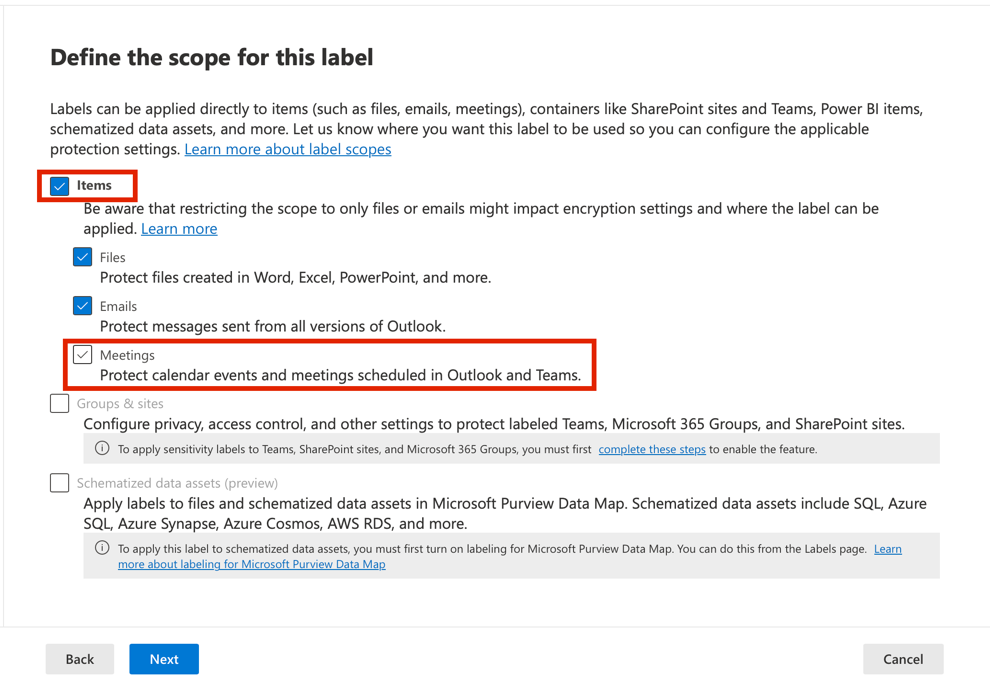 Define the scope for this label
Labels can be applied directly to items (such as files, emails, meetings), containers like SharePoint sites and Teams, Power BI items,
schematized data assets, and more. Let us know where you want this label to be used so you can configure the applicable
protection settings. Learn more about label scopes
Items
Be aware that restricting the scope to only files or emails might impact encryption settings and where the label can be
applied. Learn more
Files
Protect files created in Word, Excel, PowerPoint, and more.
Emails
Protect messages sent from all versions of Outlook.
Meetings
Protect calendar events and meetings scheduled in Outlook and Teams.
Groups & sites
Configure privacy, access control, and other settings to protect labeled Teams, Microsoft 365 Groups, and SharePoint sites.
To apply sensitivity labels to Teams, SharePoint sites, and Microsoft 365 Groups, you must first complete these steps to enable the feature.
Schematized data assets (preview)
Apply labels to files and schematized data assets in Microsoft Purview Data Map. Schematized data assets include SQL, Azure
SQL, Azure Synapse, Azure Cosmos, AWS RDS, and more.
To apply this label to schematized data assets, you must first turn on labeling for Microsoft Purview Data Map. You can do this from the Labels page. Learn
more about labeling for Microsoft Purview Data Map
Back Next Cancel